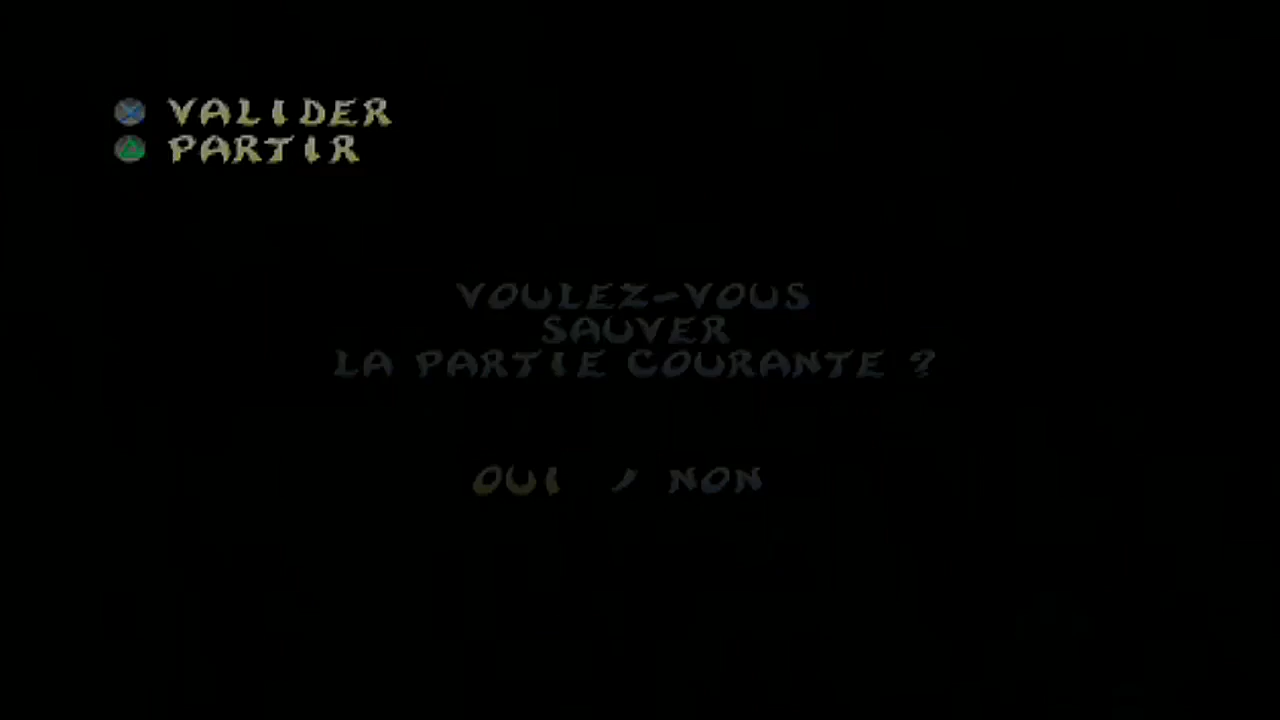 VALIDER
PARTIR
VOULEZ-VOUS
SAUVER
LA PARTIE COURANTE ?
OUI / NON